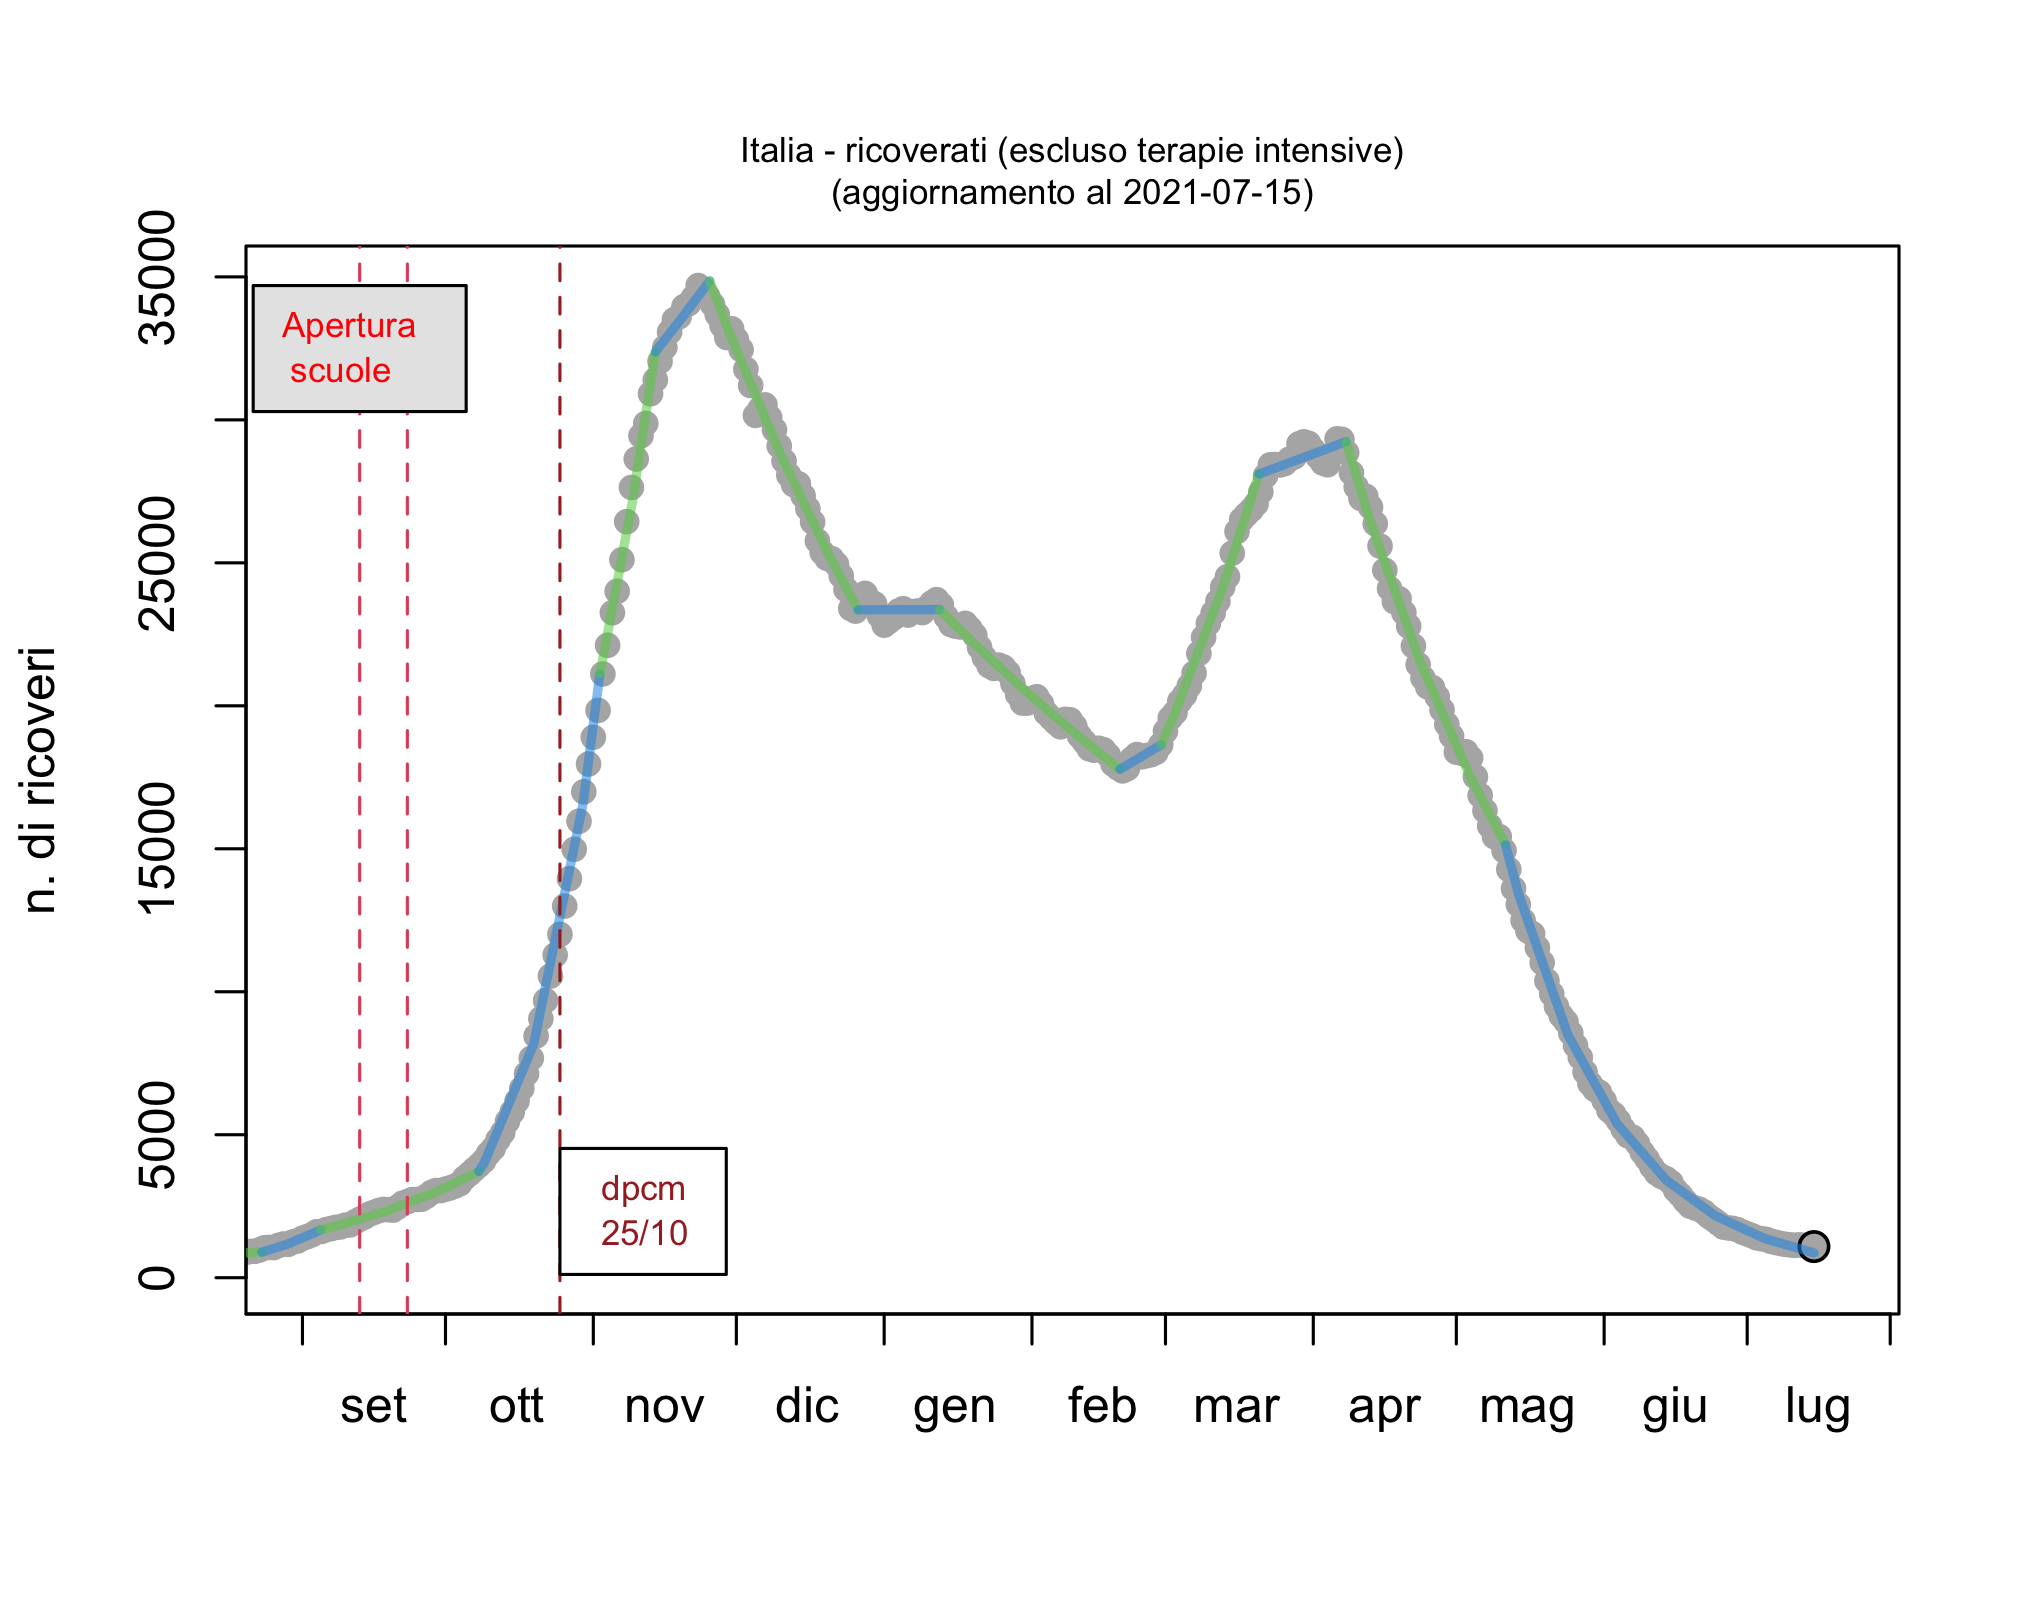 Italia - ricoverati (escluso terapie intensive)
(aggiornamento al 2021-07-15)
n. di ricoveri
35000
25000
15000
5000
0
Apertura
scuole
dpcm
25/10
set ott nov dic gen feb mar apr mag giu lug